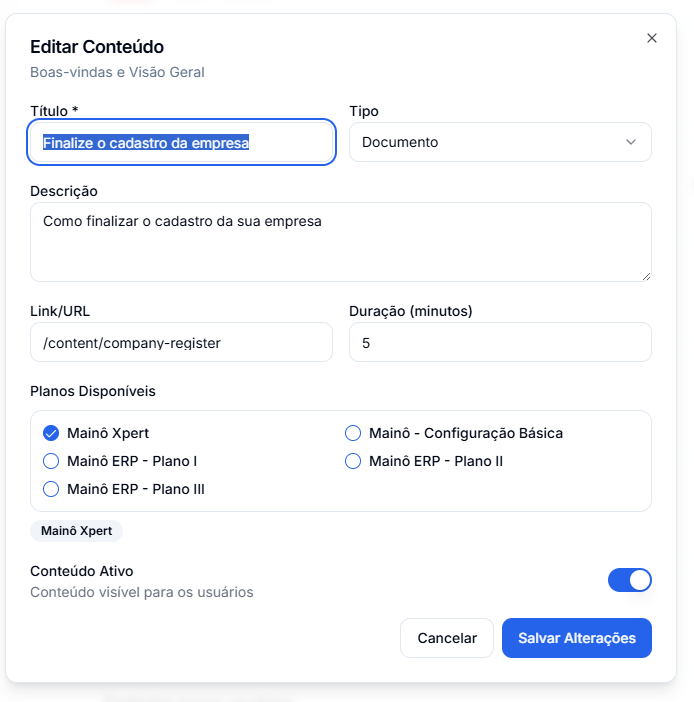 Editar Conteúdo
Boas-vindas e Visão Geral
Título * Tipo
Finalize o cadastro da empresa Documento
Descrição
Como finalizar o cadastro da sua empresa
Link/URL Duração (minutos)
/content/company-register 5
Planos Disponíveis
Mainô Xpert Mainô - Configuração Básica
Mainô ERP - Plano I Mainô ERP - Plano II
Mainô ERP - Plano III
Mainô Xpert
Conteúdo Ativo
Conteúdo visível para os usuários
Cancelar Salvar Alterações